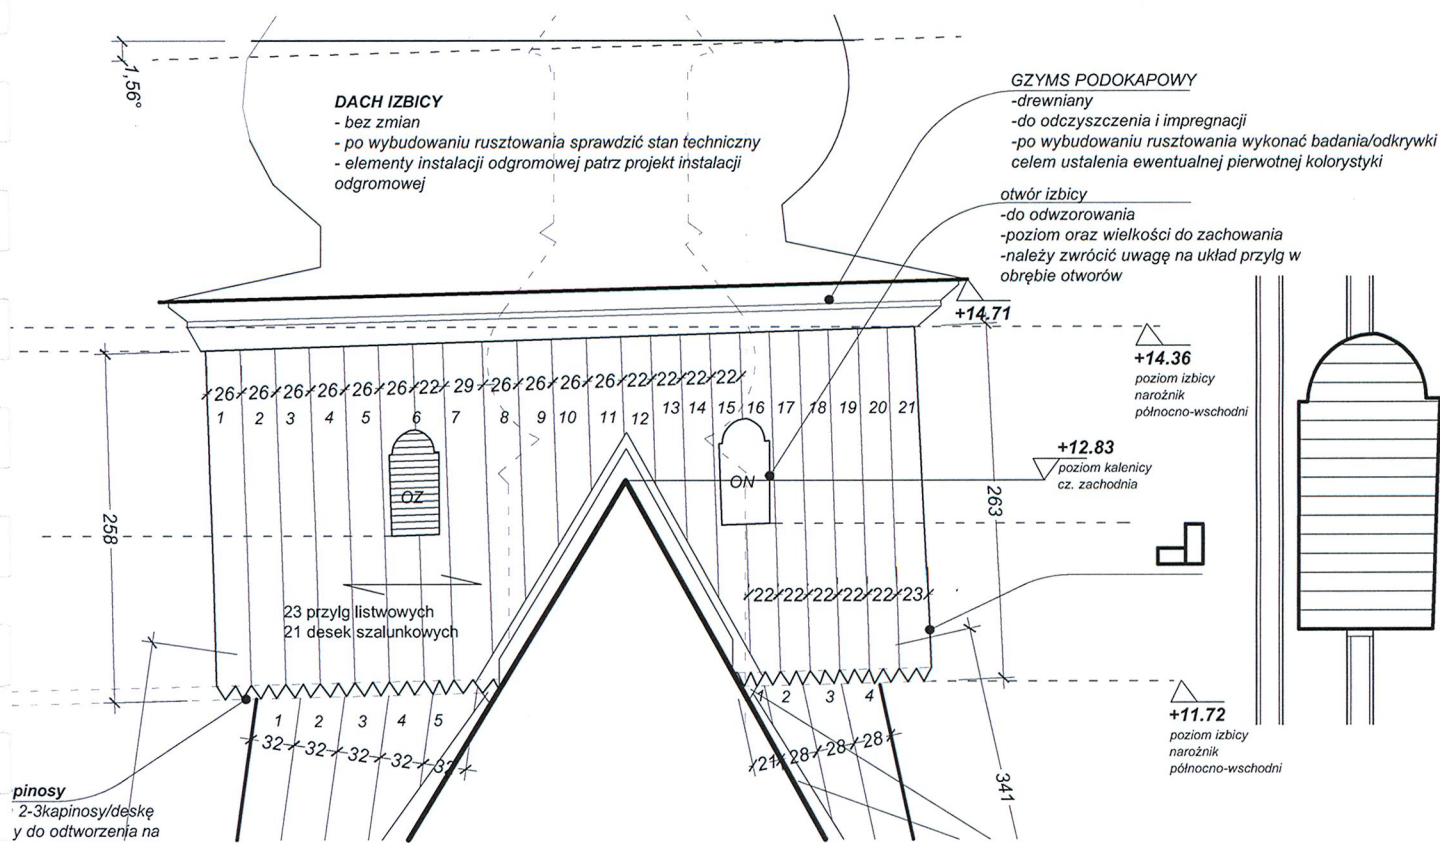 1,56°
DACH IZBICY
- bez zmian
- po wybudowaniu rusztowania sprawdzić stan techniczny
- elementy instalacji odgromowej patrz projekt instalacji
odgromowej
GZYMS PODOKAPOWY
-drewniany
-do odczyszczenia i impregnacji
-po wybudowaniu rusztowania wykonać badania/odkrywki
celem ustalenia ewentualnej pierwotnej kolorystyki
otwór izbicy
-do odwzorowania
-poziom oraz wielkości do zachowania
-należy zwrócić uwagę na układ przylg w
obrębie otworów
+14.71
+14.36
poziom izbicy
narożnik
północno-wschodni
26 26 26 26 26 26 22 29 26 26 26 26 22 22 22 22
1 2 3 4 5 6 7 8 9 10 11 12 13 14 15 16 17 18 19 20 21
+12.83
poziom kalenicy
cz. zachodnia
OZ
ON
258
263
22 22 22 22 22 23
23 przylg listwowych
21 desek szalunkowych
1 2 3 4 5
32 32 32 32 32
1 2 3 4
21 28 28 28
+11.72
poziom izbicy
narożnik
północno-wschodni
341
pinosy
2-3kapinosy/deskę
y do odtworzenia na